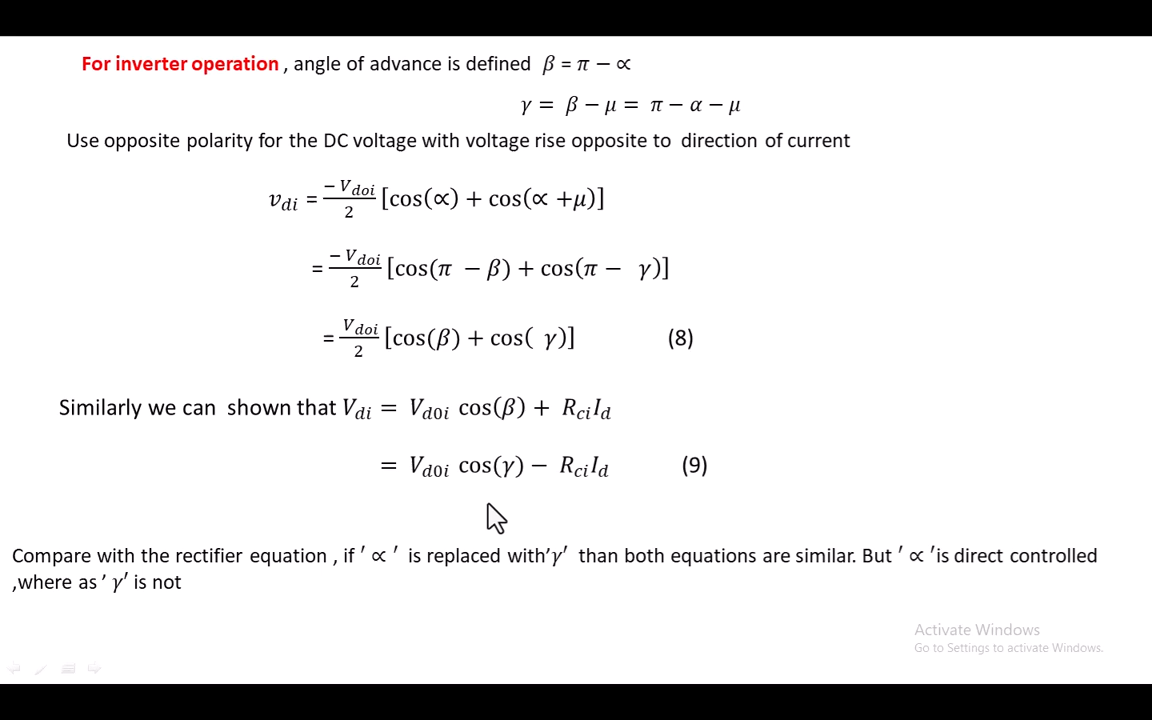 For inverter operation , angle of advance is defined β = π − ∝
γ = β − μ = π − α − μ
Use opposite polarity for the DC voltage with voltage rise opposite to direction of current
v_di = −V_doi/2 [cos(∝) + cos(∝ +μ)]
= −V_doi/2 [cos(π − β) + cos(π − γ)]
= V_doi/2 [cos(β) + cos( γ)] (8)
Similarly we can shown that V_di = V_d0i cos(β) + R_ci I_d
= V_d0i cos(γ) − R_ci I_d (9)
Compare with the rectifier equation , if ′ ∝ ′ is replaced with′γ′ than both equations are similar. But ′ ∝ ′is direct controlled
,where as ′ γ′ is not
Activate Windows
Go to Settings to activate Windows.